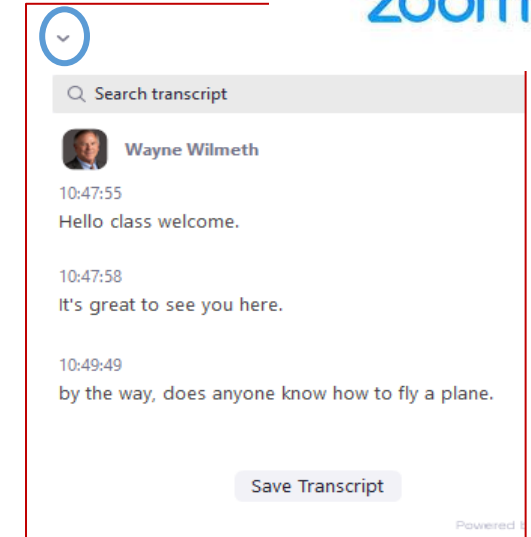 zoom
Search transcript
Wayne Wilmeth
10:47:55
Hello class welcome.
10:47:58
It's great to see you here.
10:49:49
by the way, does anyone know how to fly a plane.
Save Transcript
Powered